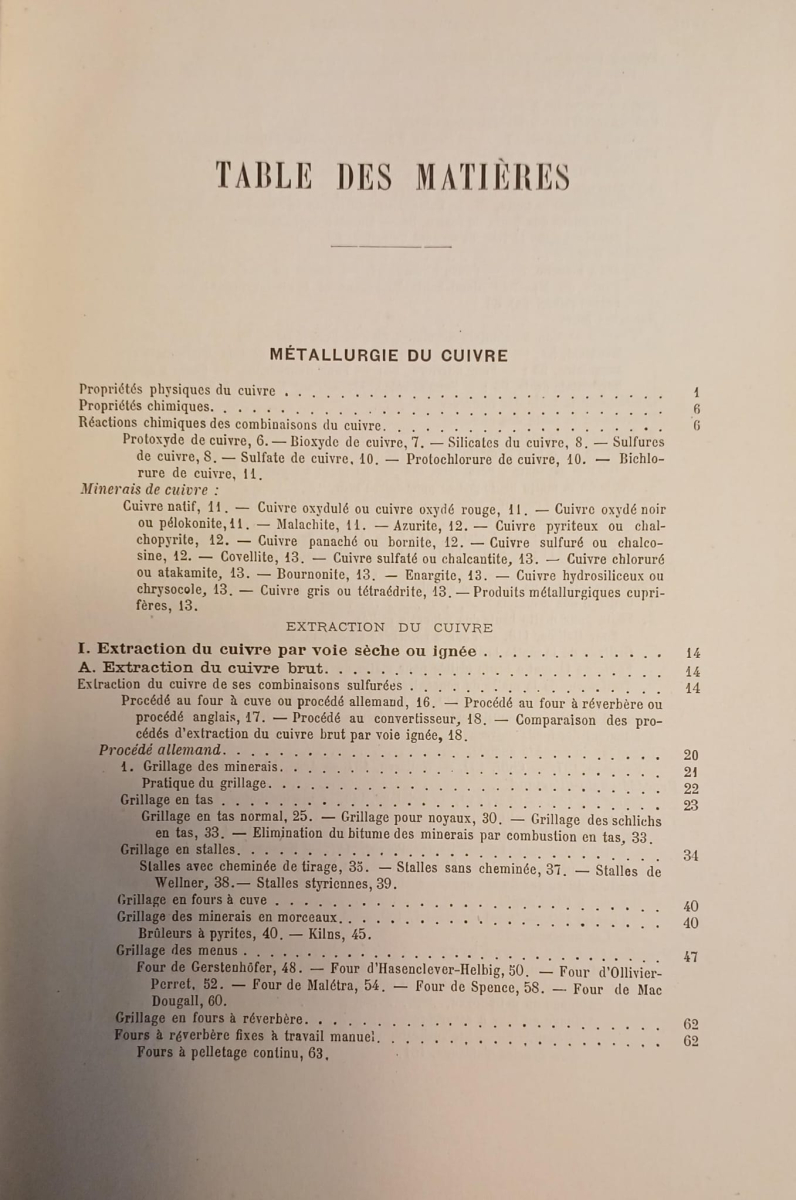 TABLE DES MATIÈRES
MÉTALLURGIE DU CUIVRE
Propriétés physiques du cuivre . . . . . . . . . . . . . . . . . . . . . . . 1
Propriétés chimiques. . . . . . . . . . . . . . . . . . . . . . . . . . . 6
Réactions chimiques des combinaisons du cuivre. . . . . . . . . . . . . . . . . 6
Protoxyde de cuivre, 6. — Bioxyde de cuivre, 7. — Silicates du cuivre, 8. — Sulfures
de cuivre, 8. — Sulfate de cuivre, 10. — Protochlorure de cuivre, 10. — Bichlo-
rure de cuivre, 11.
Minerais de cuivre :
Cuivre natif, 11. — Cuivre oxydulé ou cuivre oxydé rouge, 11. — Cuivre oxydé noir
ou pélokonite, 11. — Malachite, 11. — Azurite, 12. — Cuivre pyriteux ou chal-
chopyrite, 12. — Cuivre panaché ou bornite, 12. — Cuivre sulfuré ou chalco-
sine, 12. — Covellite, 13. — Cuivre sulfaté ou chalcantite, 13. — Cuivre chloruré
ou atakamite, 13. — Bournonite, 13. — Enargite, 13. — Cuivre hydrosiliceux ou
chrysocole, 13. — Cuivre gris ou tétraédrite, 13. — Produits métallurgiques cupri-
fères, 13.
EXTRACTION DU CUIVRE
I. Extraction du cuivre par voie sèche ou ignée . . . . . . . . . . . . . 14
A. Extraction du cuivre brut. . . . . . . . . . . . . . . . . . . . . . 14
Extraction du cuivre de ses combinaisons sulfurées . . . . . . . . . . . . . . . . 14
Procédé au four à cuve ou procédé allemand, 16. — Procédé au four à réverbère ou
procédé anglais, 17. — Procédé au convertisseur, 18. — Comparaison des pro-
cédés d'extraction du cuivre brut par voie ignée, 18.
Procédé allemand. . . . . . . . . . . . . . . . . . . . . . . . . . 20
1. Grillage des minerais. . . . . . . . . . . . . . . . . . . . . . . 21
Pratique du grillage. . . . . . . . . . . . . . . . . . . . . . . . 22
Grillage en tas . . . . . . . . . . . . . . . . . . . . . . . . . . 23
Grillage en tas normal, 25. — Grillage pour noyaux, 30. — Grillage des schlichs
en tas, 33. — Elimination du bitume des minerais par combustion en tas, 33.
Grillage en stalles. . . . . . . . . . . . . . . . . . . . . . . . . 34
Stalles avec cheminée de tirage, 35. — Stalles sans cheminée, 37. — Stalles de
Wellner, 38. — Stalles styriennes, 39.
Grillage en fours à cuve . . . . . . . . . . . . . . . . . . . . . . . 40
Grillage des minerais en morceaux. . . . . . . . . . . . . . . . . . . . 40
Brûleurs à pyrites, 40. — Kilns, 45.
Grillage des menus . . . . . . . . . . . . . . . . . . . . . . . . . 47
Four de Gerstenhöfer, 48. — Four d'Hasenclever-Helbig, 50. — Four d'Ollivier-
Perret, 52. — Four de Malétra, 54. — Four de Spence, 58. — Four de Mac
Dougall, 60.
Grillage en fours à réverbère. . . . . . . . . . . . . . . . . . . . . . 62
Fours à réverbère fixes à travail manuel. . . . . . . . . . . . . . . . . . 62
Fours à pelletage continu, 63.